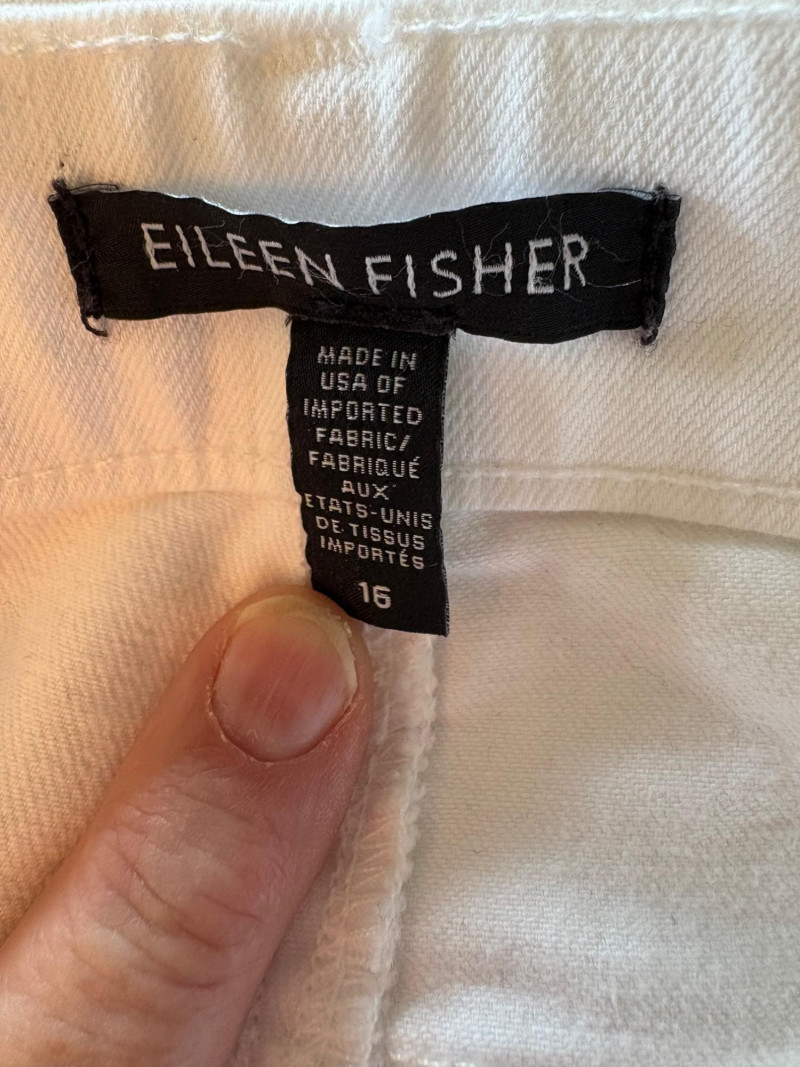 EILEEN FISHER
MADE IN
USA OF
IMPORTED
FABRIC/
FABRIQUÉ
AUX
ETATS-UNIS
DE TISSUS
IMPORTÉS
16